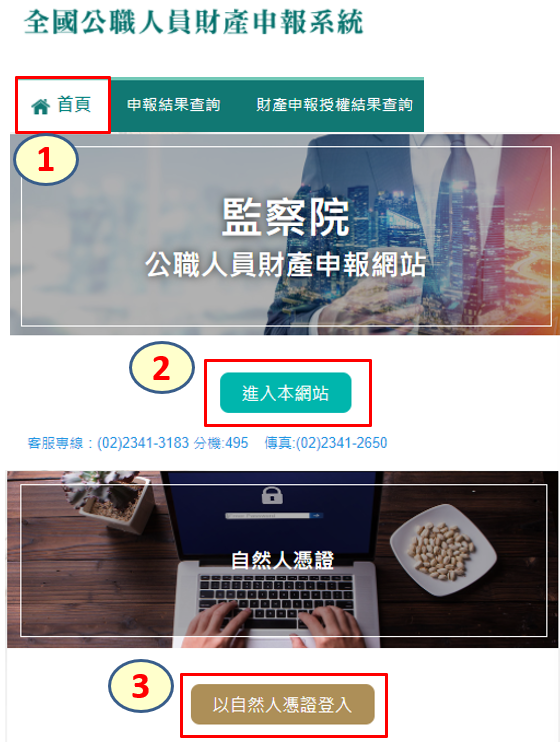 全國公職人員財產申報系統
首頁 申報結果查詢 財產申報授權結果查詢
1
監察院
公職人員財產申報網站
2
進入本網站
客服專線：(02)2341-3183 分機:495 傳真:(02)2341-2650
自然人憑證
3
以自然人憑證登入